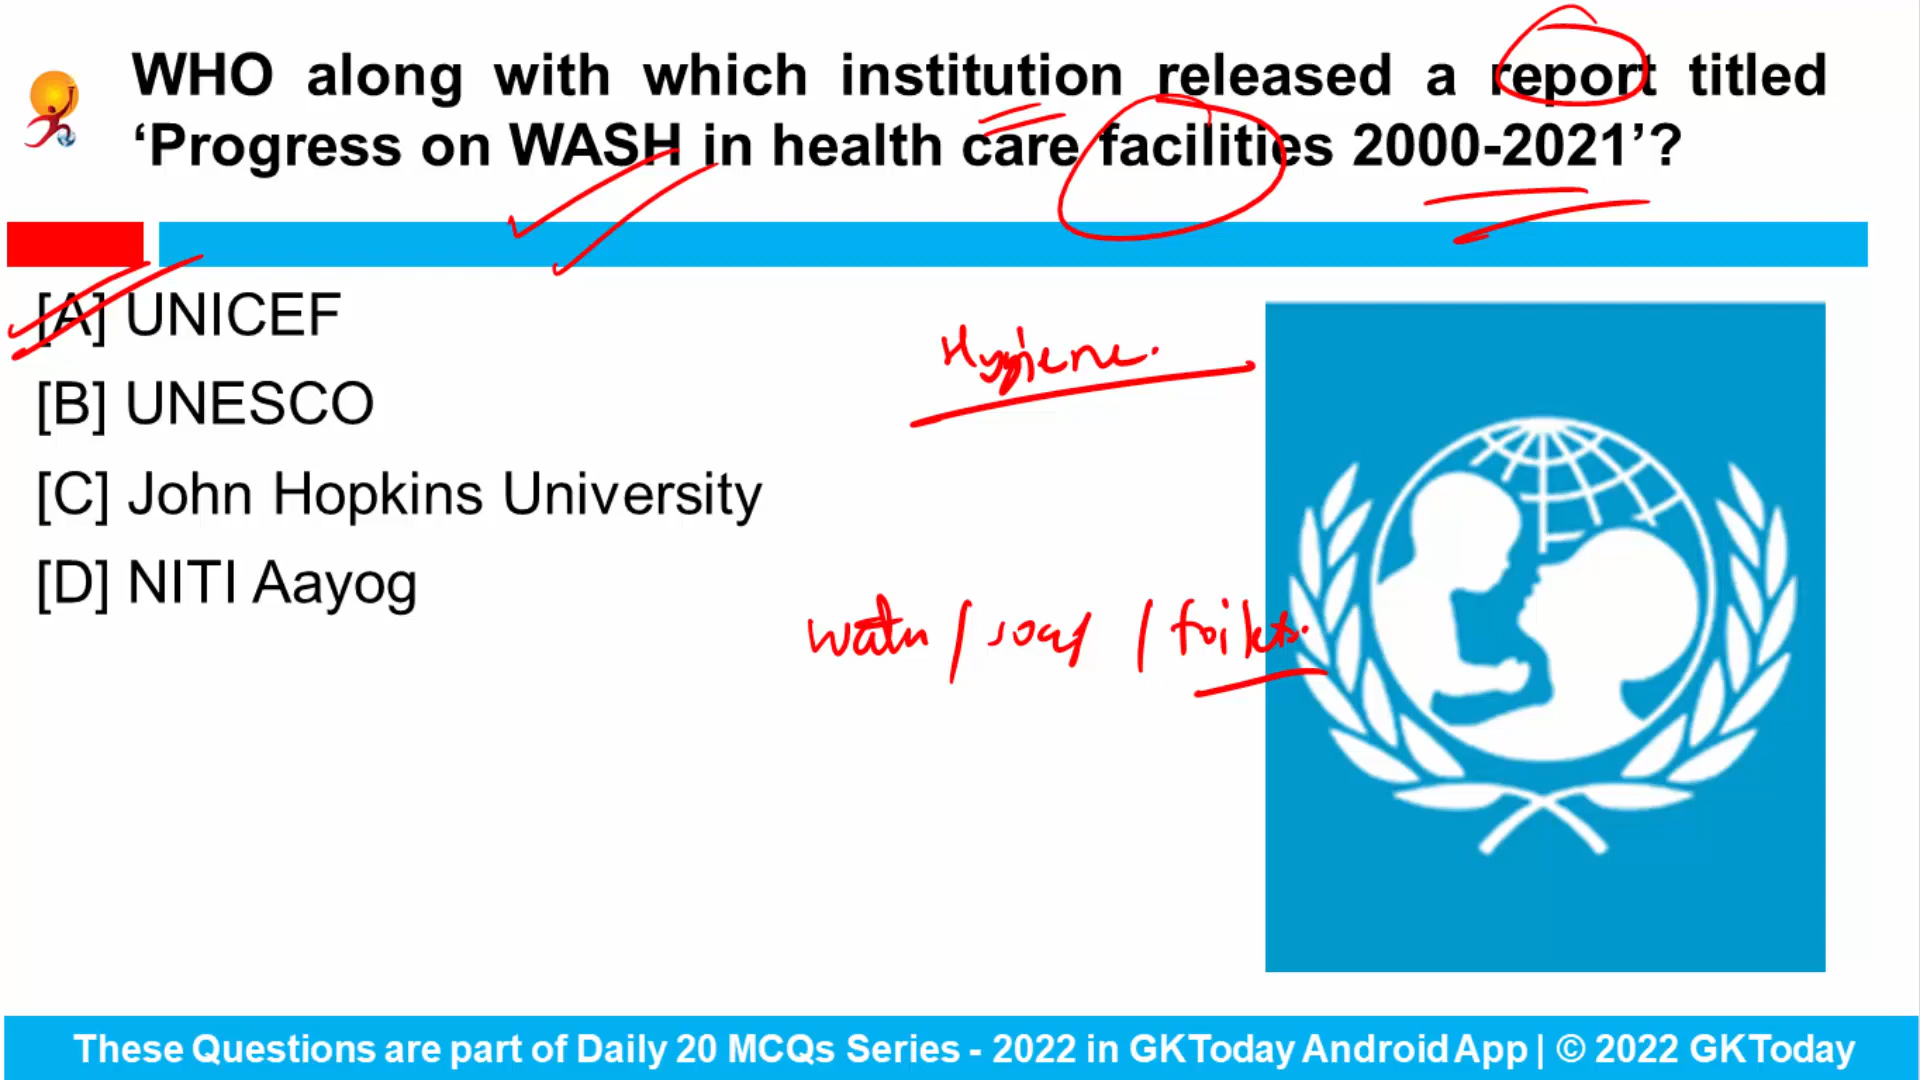 WHO along with which institution released a report titled
‘Progress on WASH in health care facilities 2000-2021’?
[A] UNICEF
Hygiene.
[B] UNESCO
[C] John Hopkins University
[D] NITI Aayog
water / soap / toilets.
These Questions are part of Daily 20 MCQs Series - 2022 in GKToday Android App | © 2022 GKToday